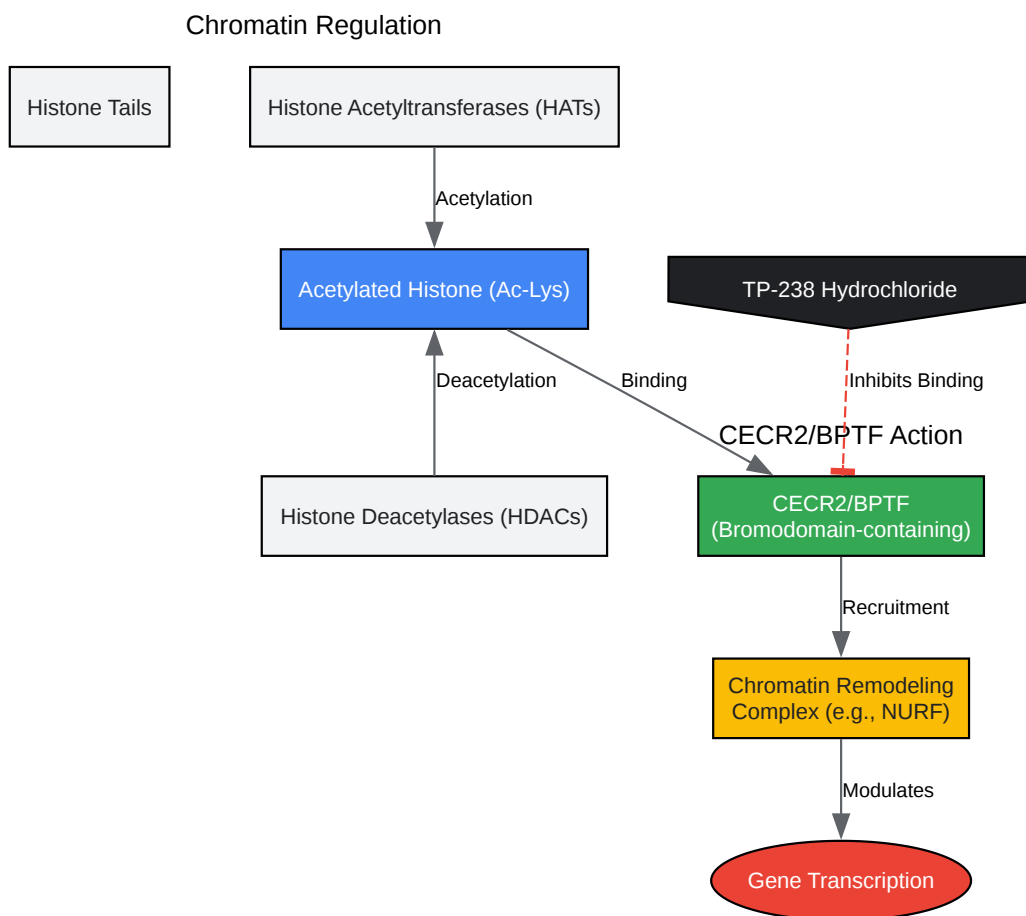 Chromatin Regulation
Histone Tails
Histone Acetyltransferases (HATs)
Acetylation
Acetylated Histone (Ac-Lys)
TP-238 Hydrochloride
Deacetylation
Binding
Inhibits Binding
CECR2/BPTF Action
Histone Deacetylases (HDACs)
CECR2/BPTF
(Bromodomain-containing)
Recruitment
Chromatin Remodeling
Complex (e.g., NURF)
Modulates
Gene Transcription